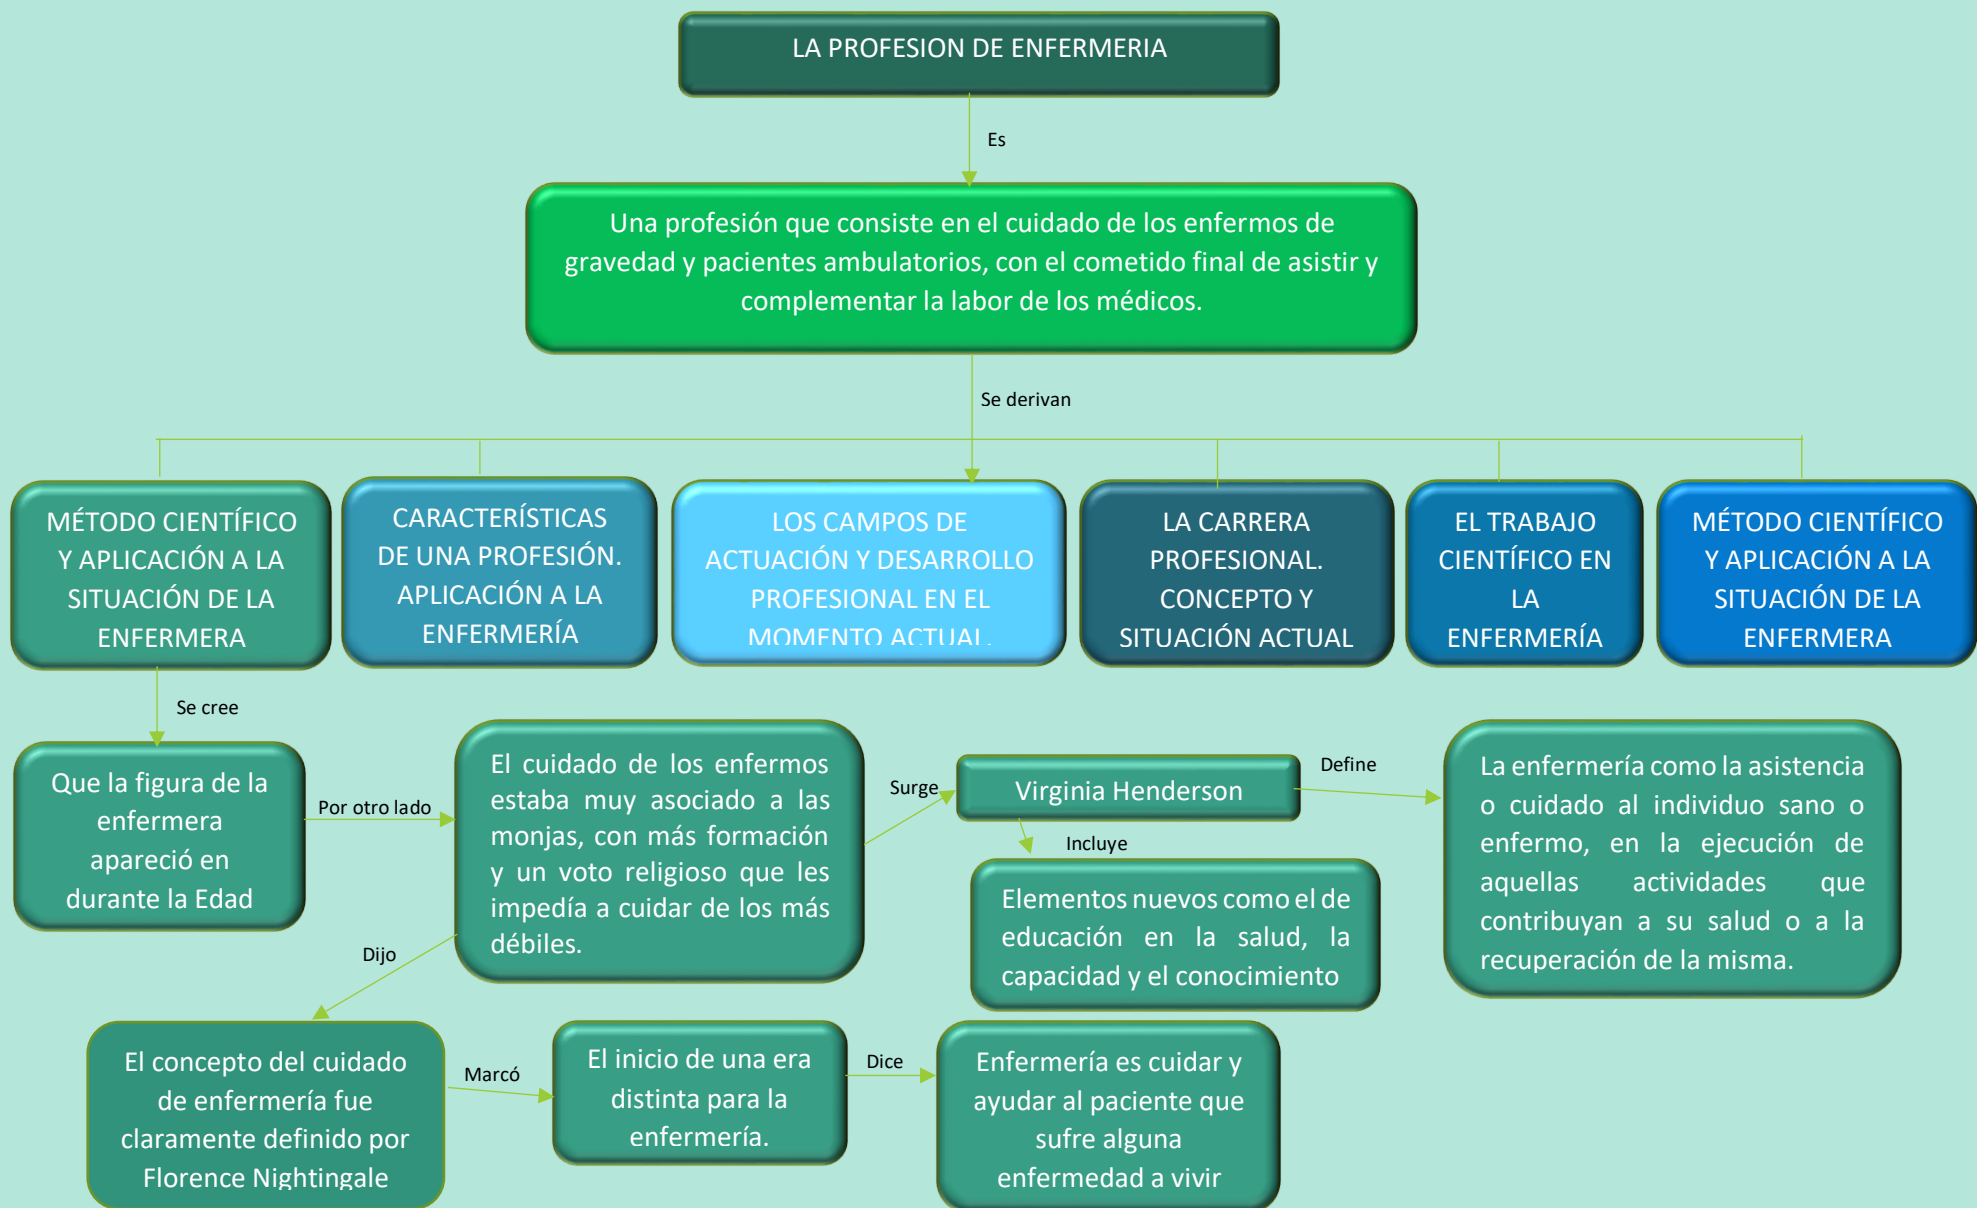 LA PROFESION DE ENFERMERIA
Es
Una profesión que consiste en el cuidado de los enfermos de
gravedad y pacientes ambulatorios, con el cometido final de asistir y
complementar la labor de los médicos.
Se derivan
MÉTODO CIENTÍFICO
Y APLICACIÓN A LA
SITUACIÓN DE LA
ENFERMERA
CARACTERÍSTICAS
DE UNA PROFESIÓN.
APLICACIÓN A LA
ENFERMERÍA
LOS CAMPOS DE
ACTUACIÓN Y DESARROLLO
PROFESIONAL EN EL
MOMENTO ACTUAL.
LA CARRERA
PROFESIONAL.
CONCEPTO Y
SITUACIÓN ACTUAL
EL TRABAJO
CIENTÍFICO EN
LA
ENFERMERÍA
MÉTODO CIENTÍFICO
Y APLICACIÓN A LA
SITUACIÓN DE LA
ENFERMERA
Se cree
Que la figura de la
enfermera
apareció en
durante la Edad
Por otro lado
El cuidado de los enfermos
estaba muy asociado a las
monjas, con más formación
y un voto religioso que les
impedía a cuidar de los más
débiles.
Surge
Virginia Henderson
Define
La enfermería como la asistencia
o cuidado al individuo sano o
enfermo, en la ejecución de
aquellas actividades que
contribuyan a su salud o a la
recuperación de la misma.
Incluye
Elementos nuevos como el de
educación en la salud, la
capacidad y el conocimiento
Dijo
El concepto del cuidado
de enfermería fue
claramente definido por
Florence Nightingale
Marcó
El inicio de una era
distinta para la
enfermería.
Dice
Enfermería es cuidar y
ayudar al paciente que
sufre alguna
enfermedad a vivir